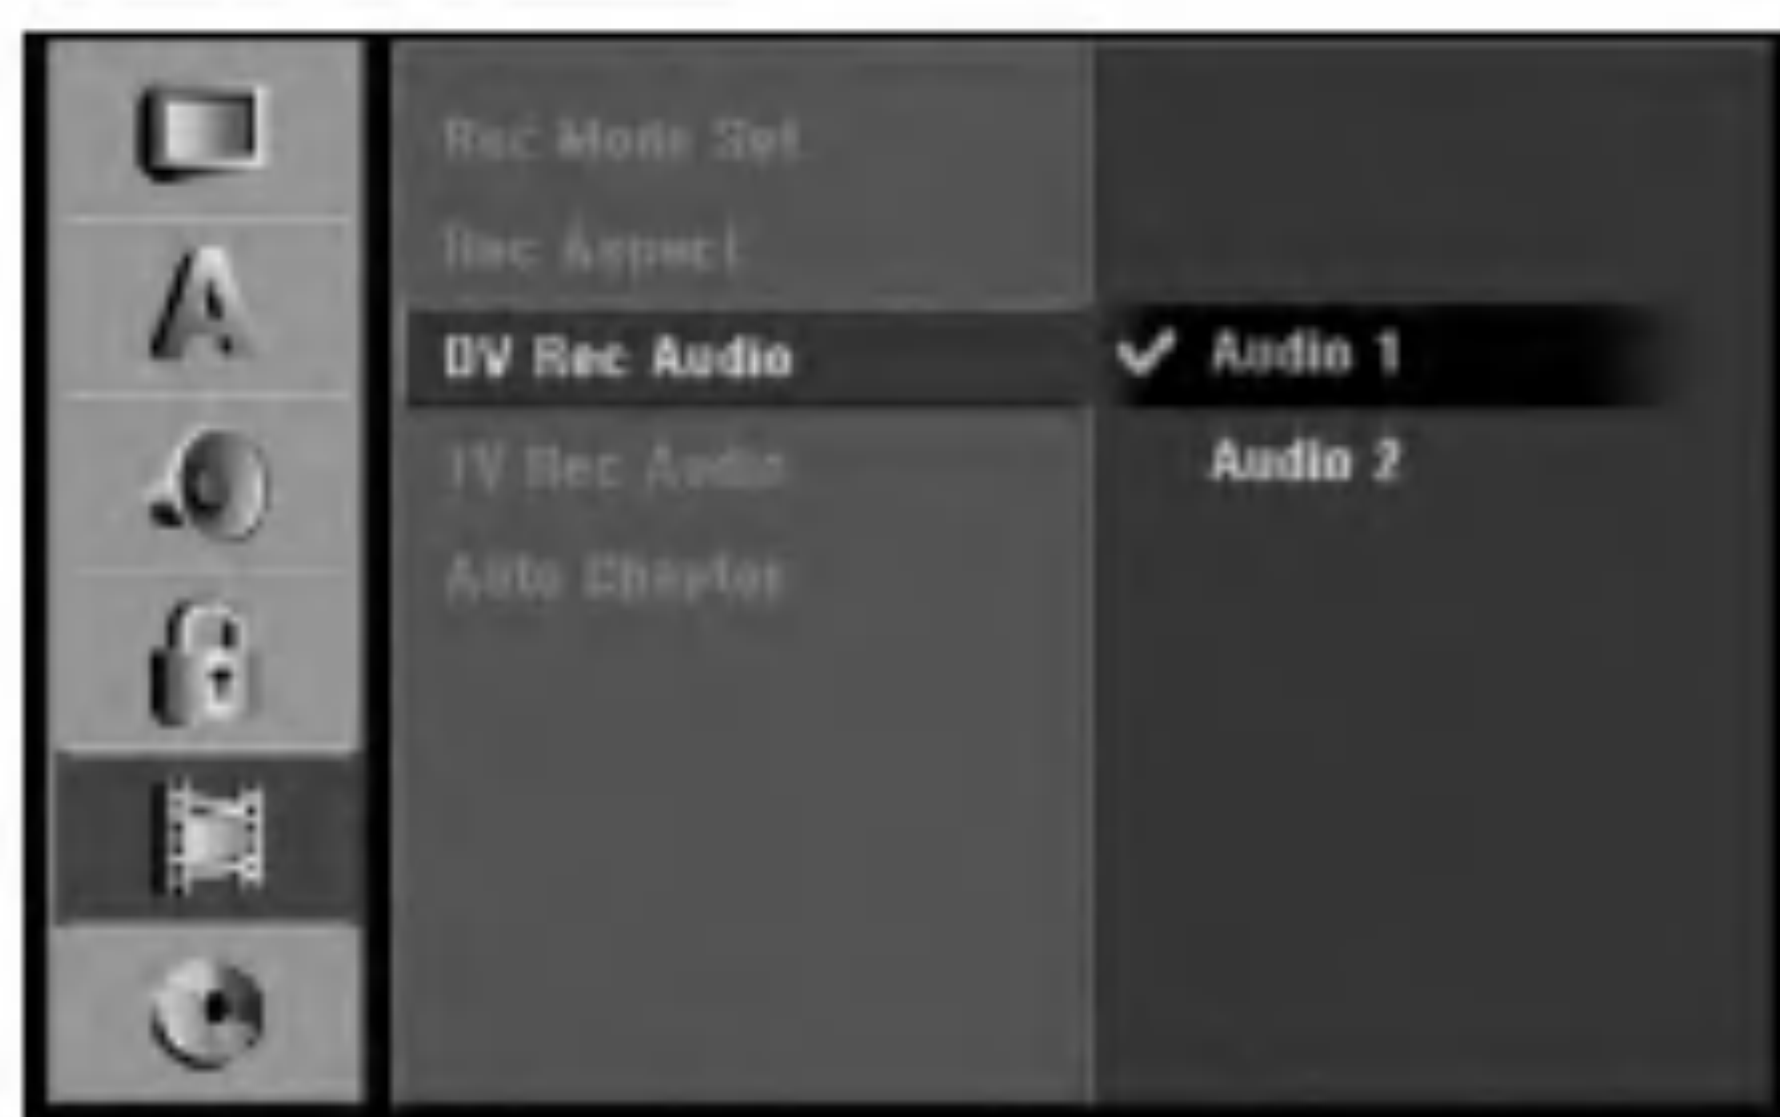 Rec Mode Set
Rec Aspect
DV Rec Audio
TV Rec Audio
Auto Chapter
Audio 1
Audio 2